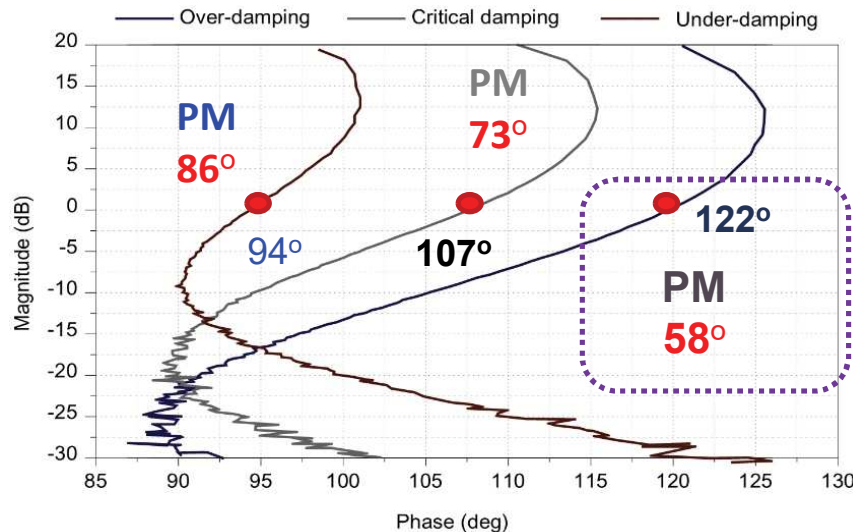 Over-damping Critical damping Under-damping
20
15
10
5
0
-5
-10
-15
-20
-25
-30
Magnitude (dB)
PM
86°
PM
73°
94°
107°
122°
PM
58°
85 90 95 100 105 110 115 120 125 130
Phase (deg)